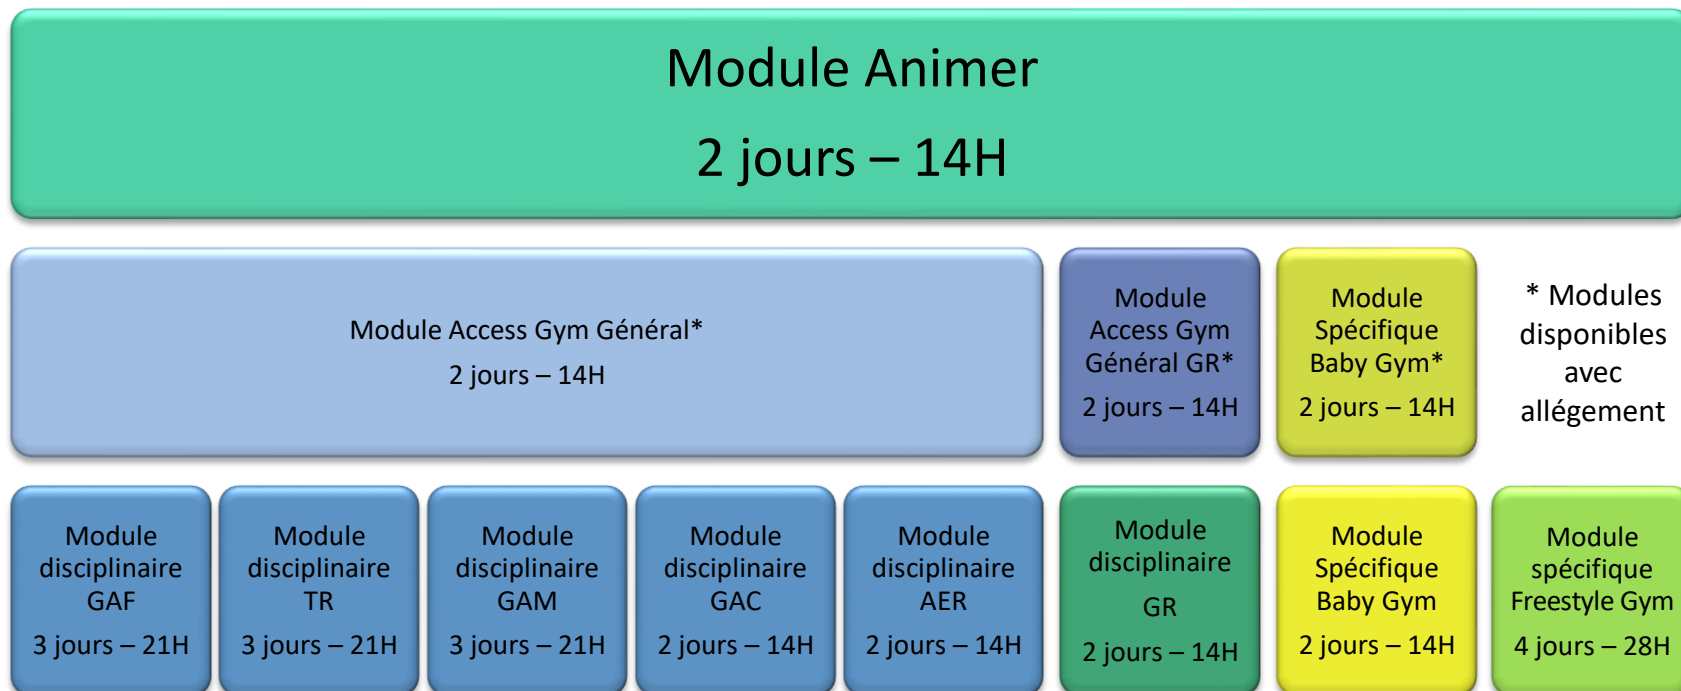 Module Animer
2 jours – 14H
Module Access Gym Général*
2 jours – 14H
Module
Access Gym
Général GR*
2 jours – 14H
Module
Spécifique
Baby Gym*
2 jours – 14H
* Modules
disponibles
avec
allégement
Module
disciplinaire
GAF
3 jours – 21H
Module
disciplinaire
TR
3 jours – 21H
Module
disciplinaire
GAM
3 jours – 21H
Module
disciplinaire
GAC
2 jours – 14H
Module
disciplinaire
AER
2 jours – 14H
Module
disciplinaire
GR
2 jours – 14H
Module
Spécifique
Baby Gym
2 jours – 14H
Module
spécifique
Freestyle Gym
4 jours – 28H